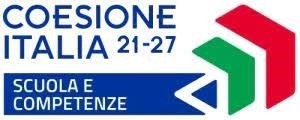 COESIONE
ITALIA 21-27
SCUOLA E
COMPETENZE